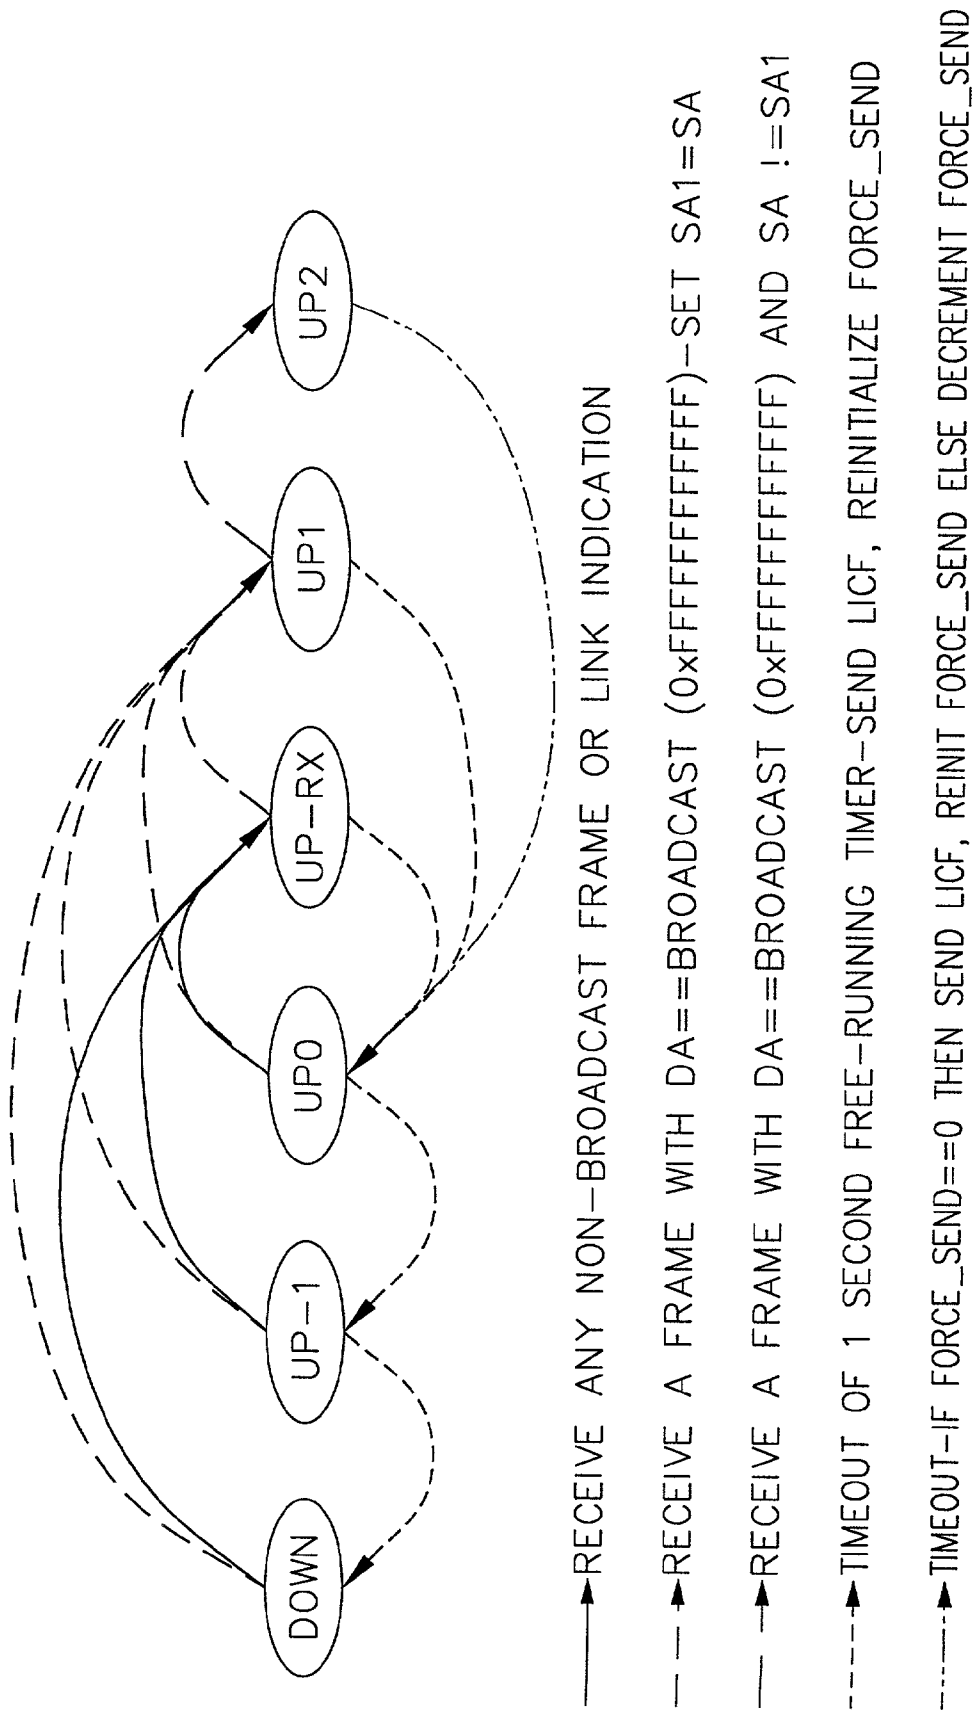 DOWN
UP-1
UP0
UP-RX
UP1
UP2
RECEIVE ANY NON-BROADCAST FRAME OR LINK INDICATION
RECEIVE A FRAME WITH DA==BROADCAST (0xFFFFFFFFFFFF)-SET SA1=SA
RECEIVE A FRAME WITH DA==BROADCAST (0xFFFFFFFFFFFF) AND SA !=SA1
TIMEOUT OF 1 SECOND FREE-RUNNING TIMER-SEND LICF, REINITIALIZE FORCE_SEND
TIMEOUT-IF FORCE_SEND==0 THEN SEND LICF, REINIT FORCE_SEND ELSE DECREMENT FORCE_SEND